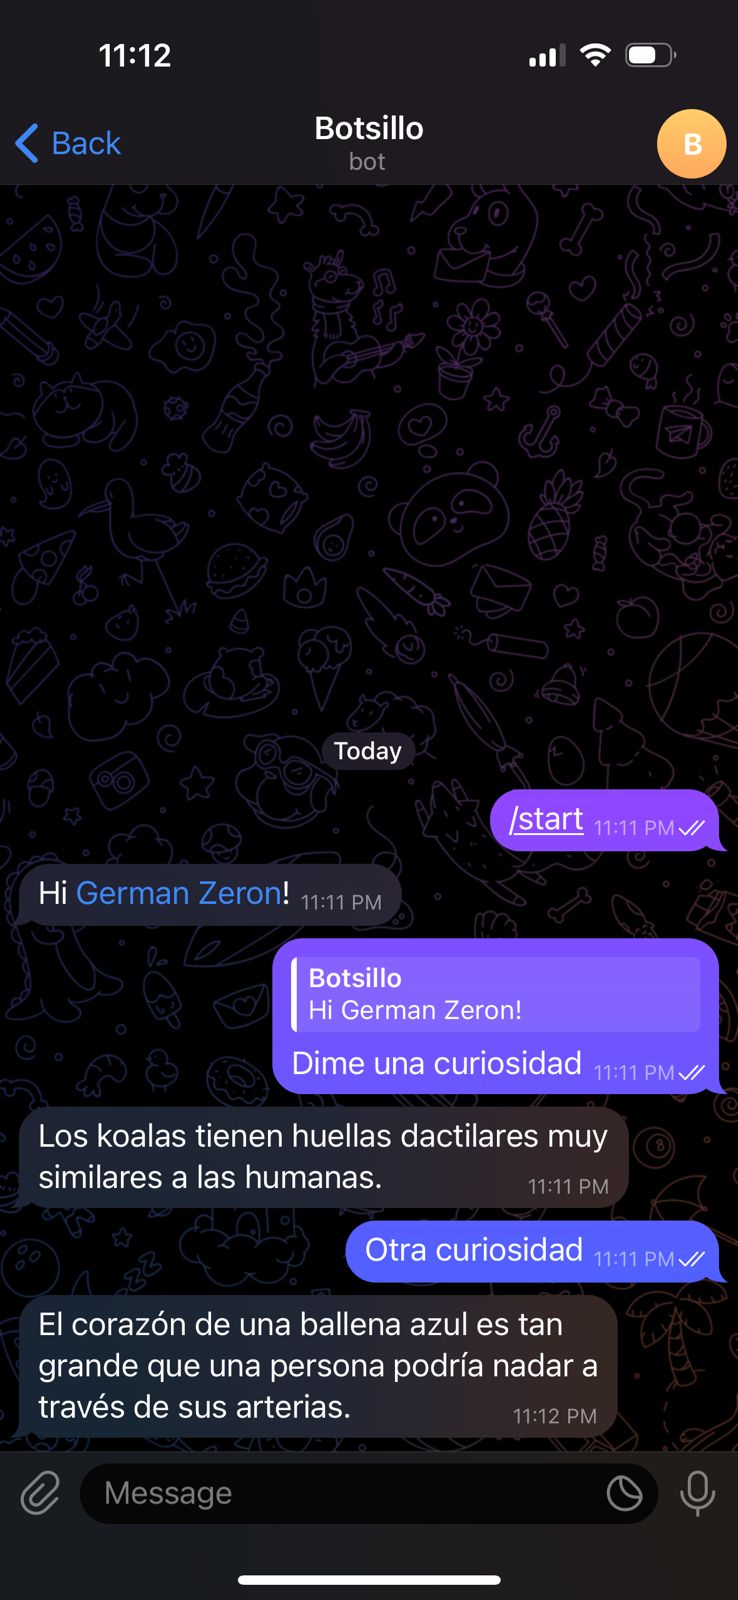 11:12
Back
Botsillo
bot
B
Today
/start 11:11 PM
Hi German Zeron! 11:11 PM
Botsillo
Hi German Zeron!
Dime una curiosidad 11:11 PM
Los koalas tienen huellas dactilares muy
similares a las humanas. 11:11 PM
Otra curiosidad 11:11 PM
El corazón de una ballena azul es tan
grande que una persona podría nadar a
través de sus arterias. 11:12 PM
Message